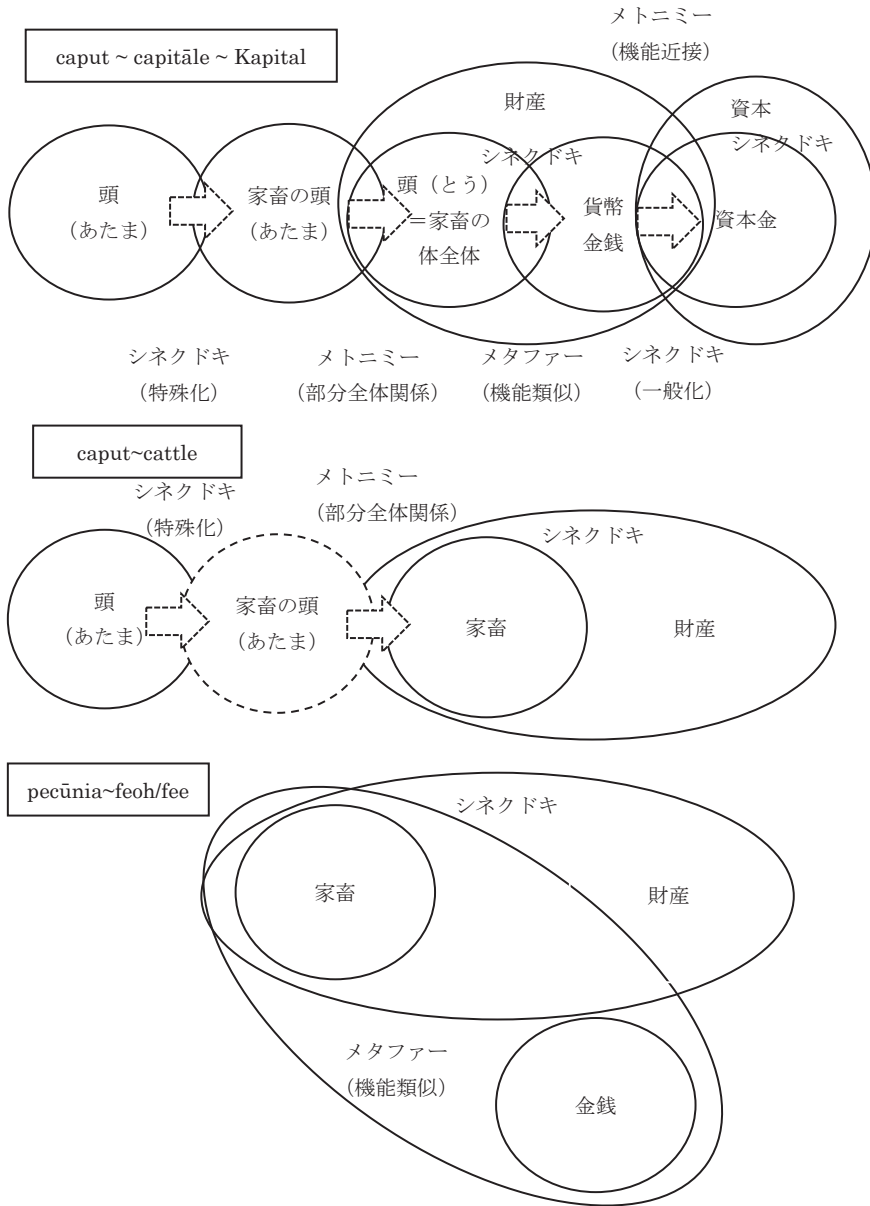 メトニミー
（機能近接）
caput ~ capitāle ~ Kapital
財産
資本
シネクドキ
シネクドキ
頭
（あたま）
家畜の頭
（あたま）
頭（とう）
＝家畜の
体全体
貨幣
金銭
資本金
シネクドキ
（特殊化）
メトニミー
（部分全体関係）
メタファー
（機能類似）
シネクドキ
（一般化）
caput~cattle
シネクドキ
（特殊化）
メトニミー
（部分全体関係）
シネクドキ
頭
（あたま）
家畜の頭
（あたま）
家畜
財産
pecūnia~feoh/fee
シネクドキ
家畜
財産
メタファー
（機能類似）
金銭